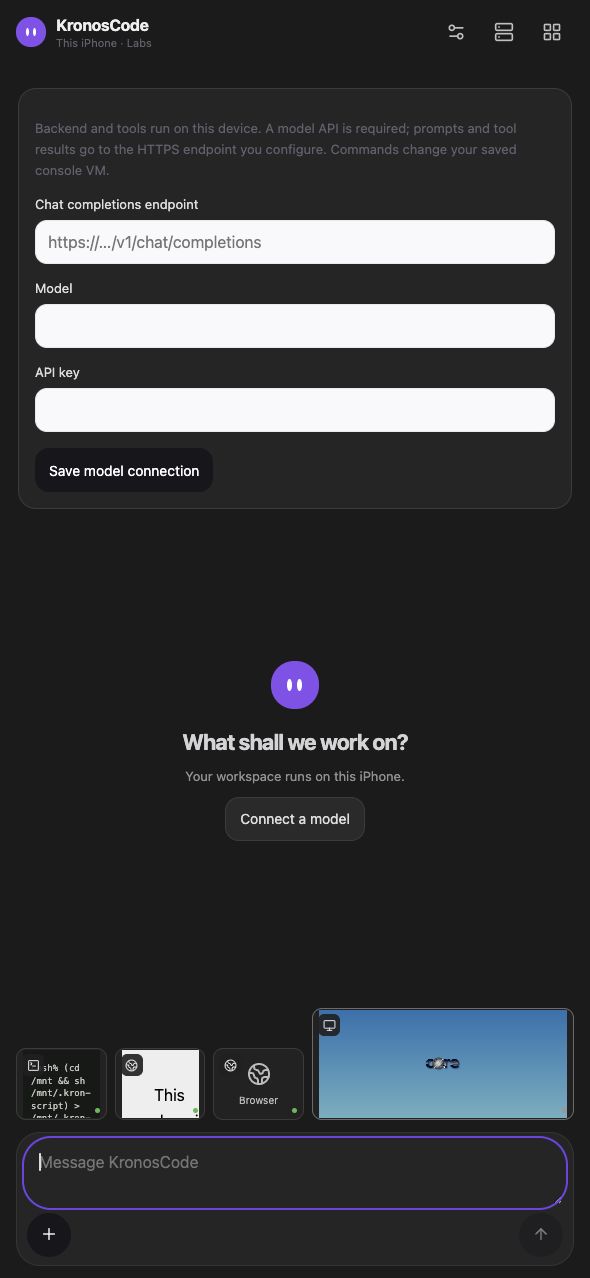 KronosCode
This iPhone · Labs
Backend and tools run on this device. A model API is required; prompts and tool
results go to the HTTPS endpoint you configure. Commands change your saved
console VM.
Chat completions endpoint
https://.../v1/chat/completions
Model
API key
Save model connection
What shall we work on?
Your workspace runs on this iPhone.
Connect a model
sh% (cd
/mnt && sh
/mnt/.kron-
script) >
/mnt/.kron-
This
Browser
core
Message KronosCode